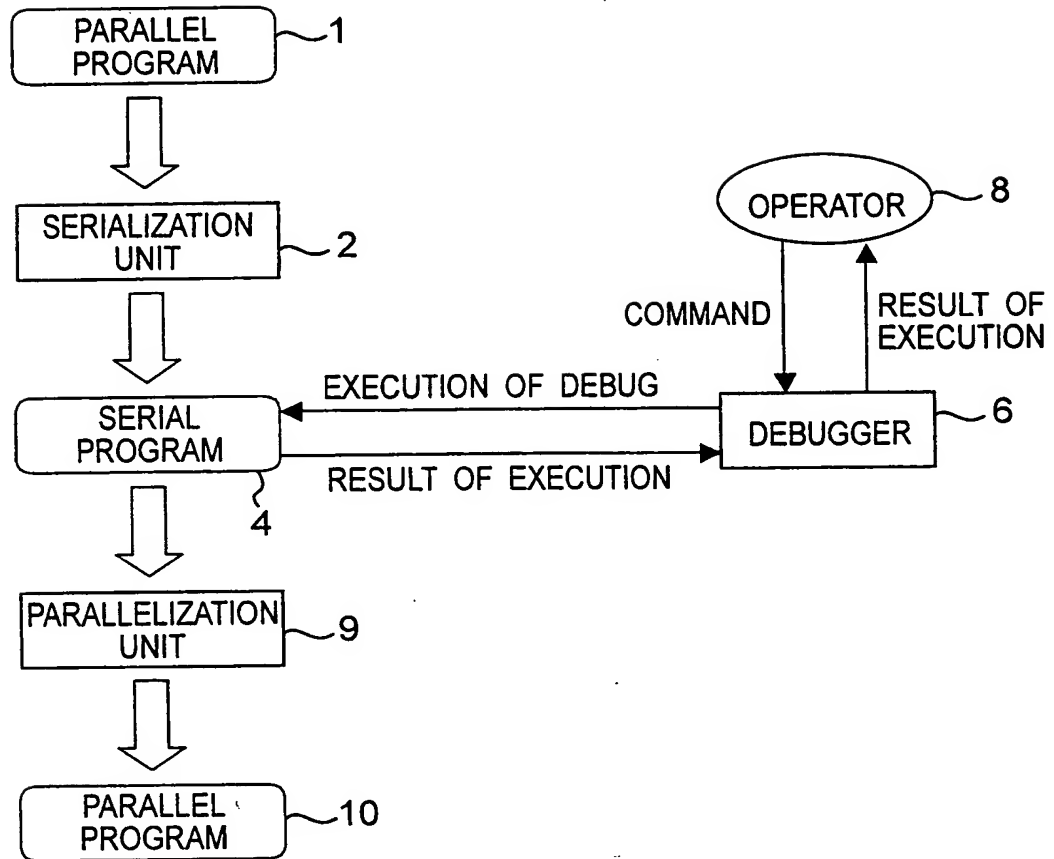 PARALLEL
PROGRAM
1
SERIALIZATION
UNIT
2
OPERATOR
8
COMMAND
RESULT OF
EXECUTION
EXECUTION OF DEBUG
SERIAL
PROGRAM
4
RESULT OF EXECUTION
DEBUGGER
6
PARALLELIZATION
UNIT
9
PARALLEL
PROGRAM
10